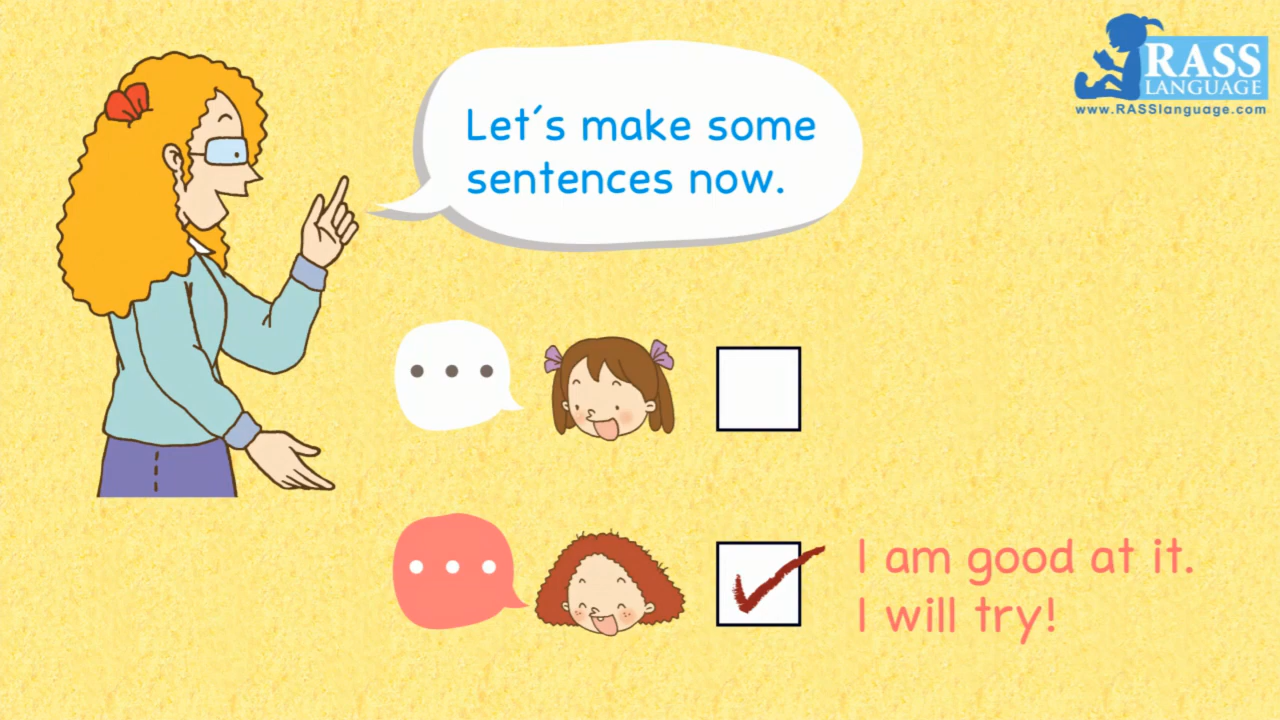 RASS
LANGUAGE
www.RASSlanguage.com
Let's make some
sentences now.
I am good at it.
I will try!